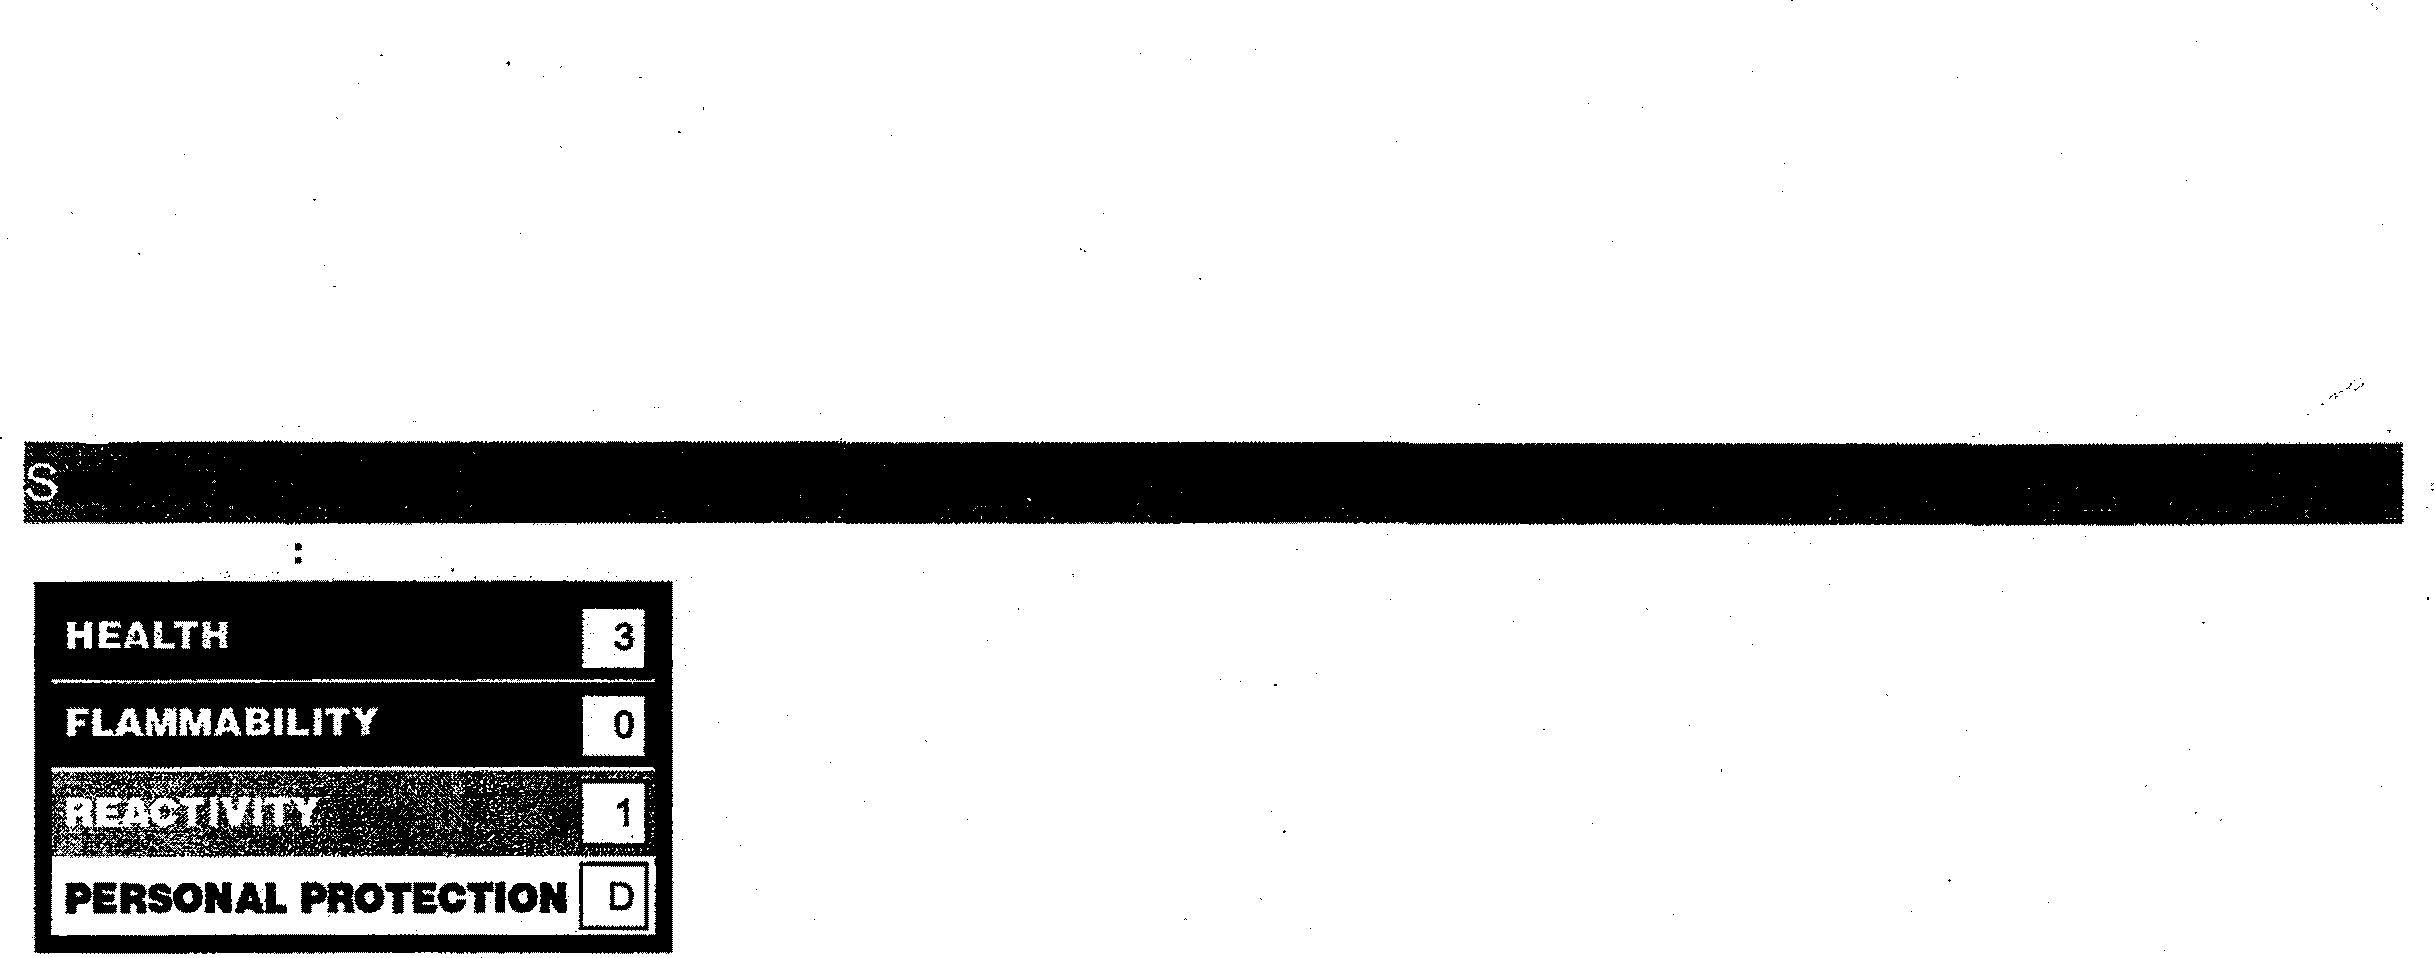 S
:
HEALTH 3
FLAMMABILITY 0
REACTIVITY 1
PERSONAL PROTECTION D